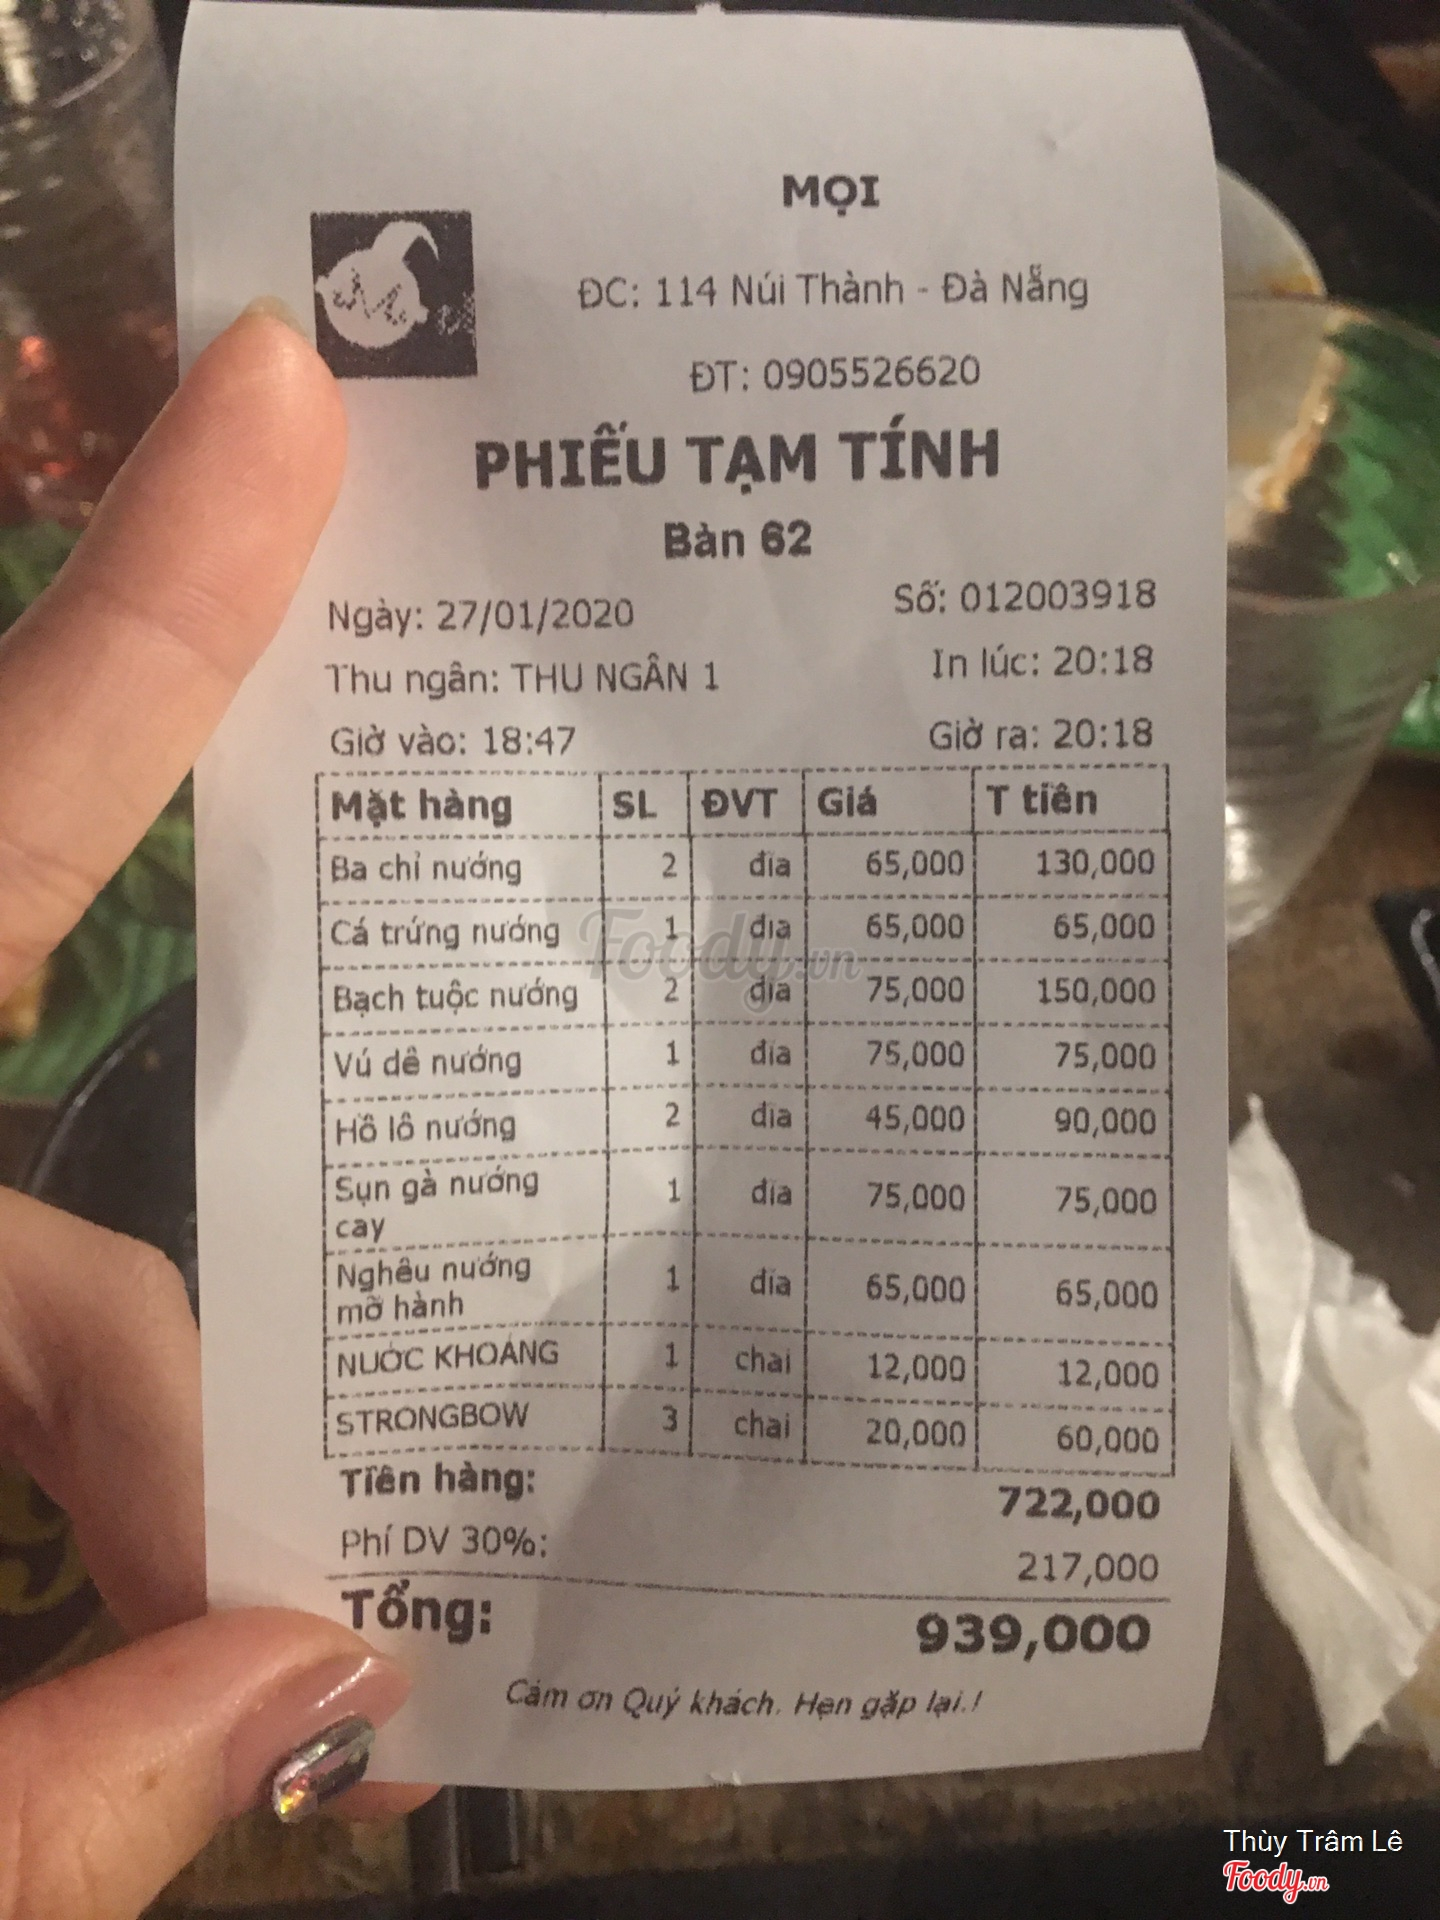 MỌI
ĐC: 114 Núi Thành - Đà Nẵng
ĐT: 0905526620
PHIẾU TẠM TÍNH
Bàn 62
Ngày: 27/01/2020 Số: 012003918
Thu ngân: THU NGÂN 1 In lúc: 20:18
Giờ vào: 18:47 Giờ ra: 20:18
Mặt hàng SL ĐVT Giá T tiền
Ba chỉ nướng 2 đĩa 65,000 130,000
Cá trứng nướng 1 đĩa 65,000 65,000
Bạch tuộc nướng 2 đĩa 75,000 150,000
Vú dê nướng 1 đĩa 75,000 75,000
Hồ lô nướng 2 đĩa 45,000 90,000
Sụn gà nướng 1 đĩa 75,000 75,000
cay
Nghêu nướng 1 đĩa 65,000 65,000
mỡ hành
NƯỚC KHOÁNG 1 chai 12,000 12,000
STRONGBOW 3 chai 20,000 60,000
Tiền hàng: 722,000
Phí DV 30%: 217,000
Tổng: 939,000
Cám ơn Quý khách. Hẹn gặp lại.!
Foody.vn
Thùy Trâm Lê
Foody.vn